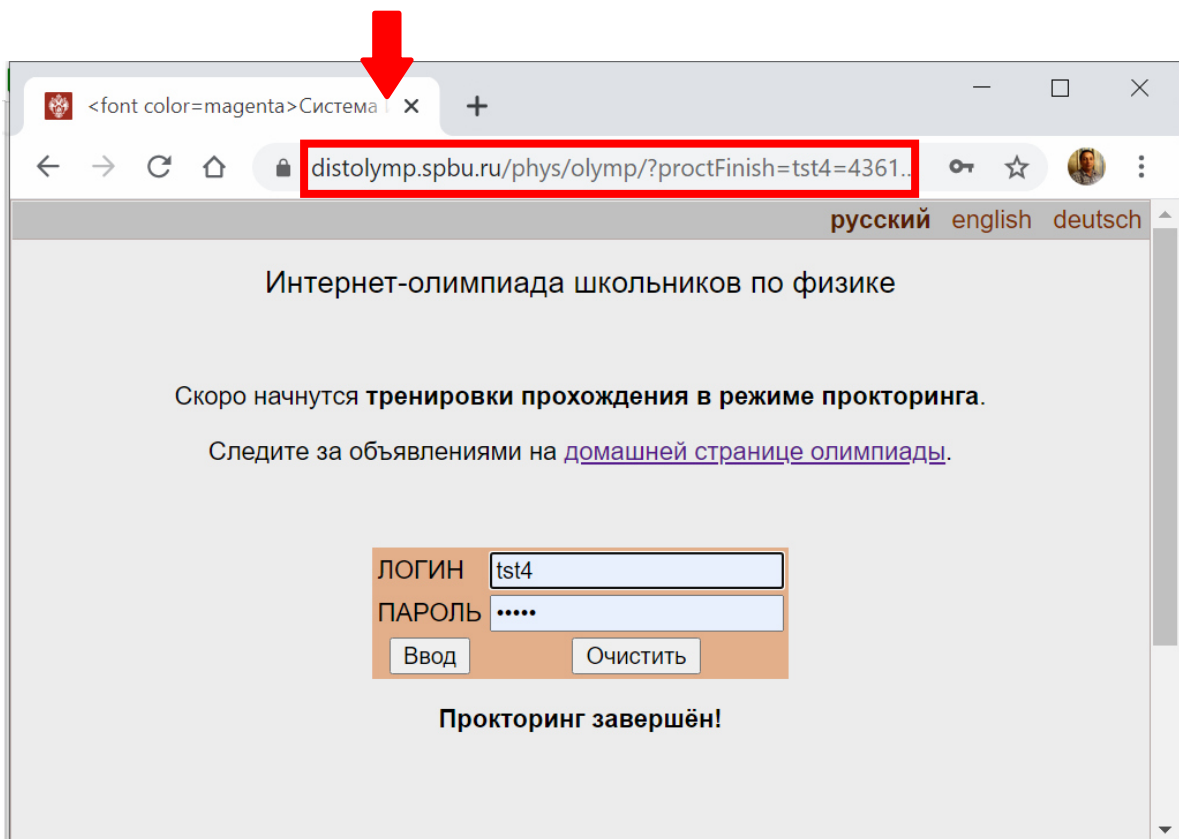 <font color=magenta>Система
distolymp.spbu.ru/phys/olymp/?proctFinish=tst4=4361..
русский english deutsch
Интернет-олимпиада школьников по физике
Скоро начнутся тренировки прохождения в режиме прокторинга.
Следите за объявлениями на домашней странице олимпиады.
ЛОГИН tst4
ПАРОЛЬ •••••
Ввод Очистить
Прокторинг завершён!